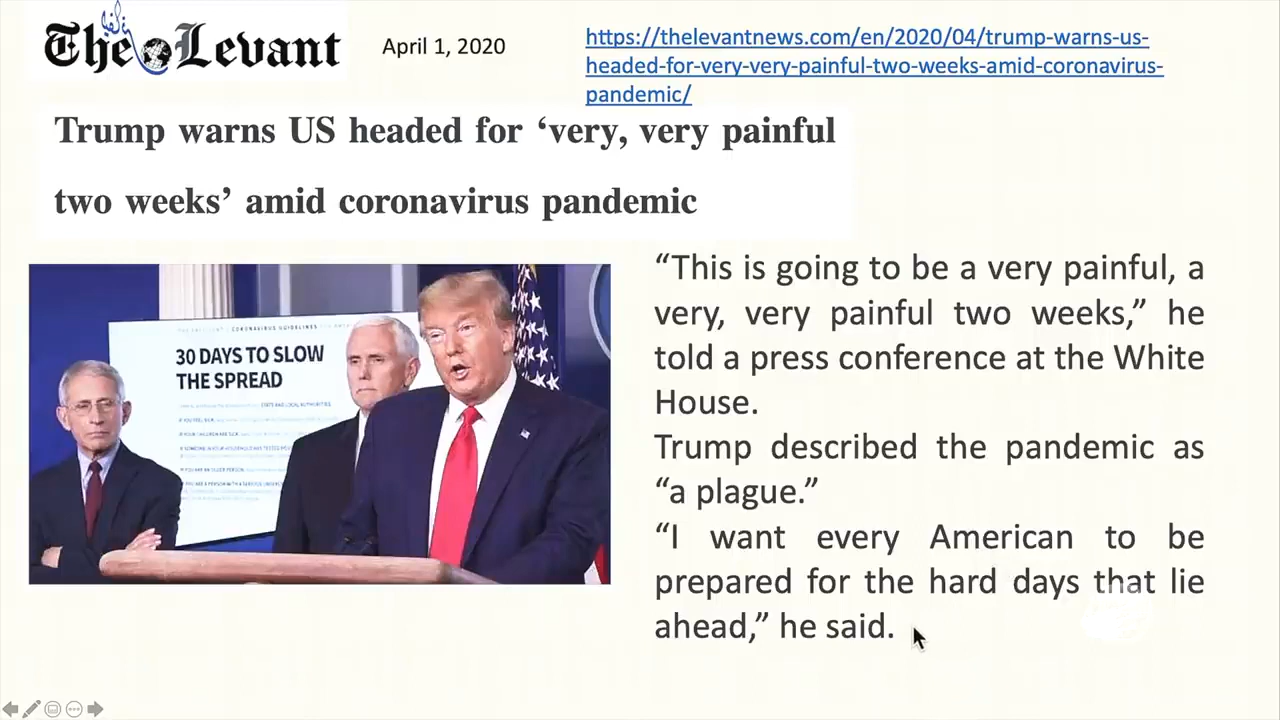 The Levant
April 1, 2020
https://thelevantnews.com/en/2020/04/trump-warns-us-
headed-for-very-very-painful-two-weeks-amid-coronavirus-
pandemic/
Trump warns US headed for ‘very, very painful
two weeks’ amid coronavirus pandemic
30 DAYS TO SLOW
THE SPREAD
“This is going to be a very painful, a
very, very painful two weeks,” he
told a press conference at the White
House.
Trump described the pandemic as
“a plague.”
“I want every American to be
prepared for the hard days that lie
ahead,” he said.